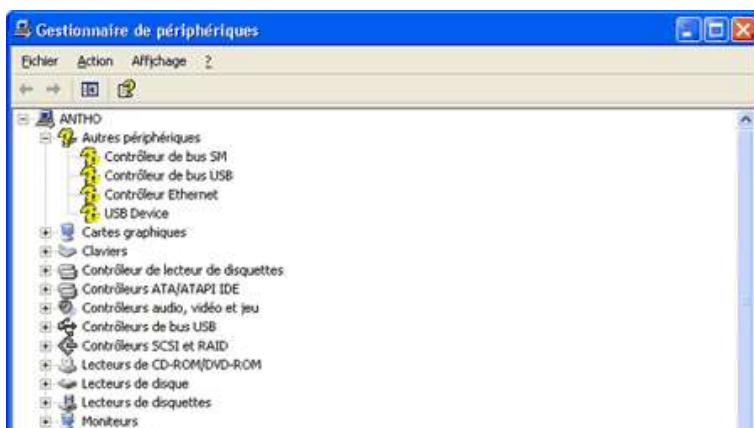 Gestionnaire de périphériques
Fichier Action Affichage ?
ANTHO
Autres périphériques
Contrôleur de bus SM
Contrôleur de bus USB
Contrôleur Ethernet
USB Device
Cartes graphiques
Claviers
Contrôleur de lecteur de disquettes
Contrôleurs ATA/ATAPI IDE
Contrôleurs audio, vidéo et jeu
Contrôleurs de bus USB
Contrôleurs SCSI et RAID
Lecteurs de CD-ROM/DVD-ROM
Lecteurs de disque
Lecteurs de disquettes
Moniteurs